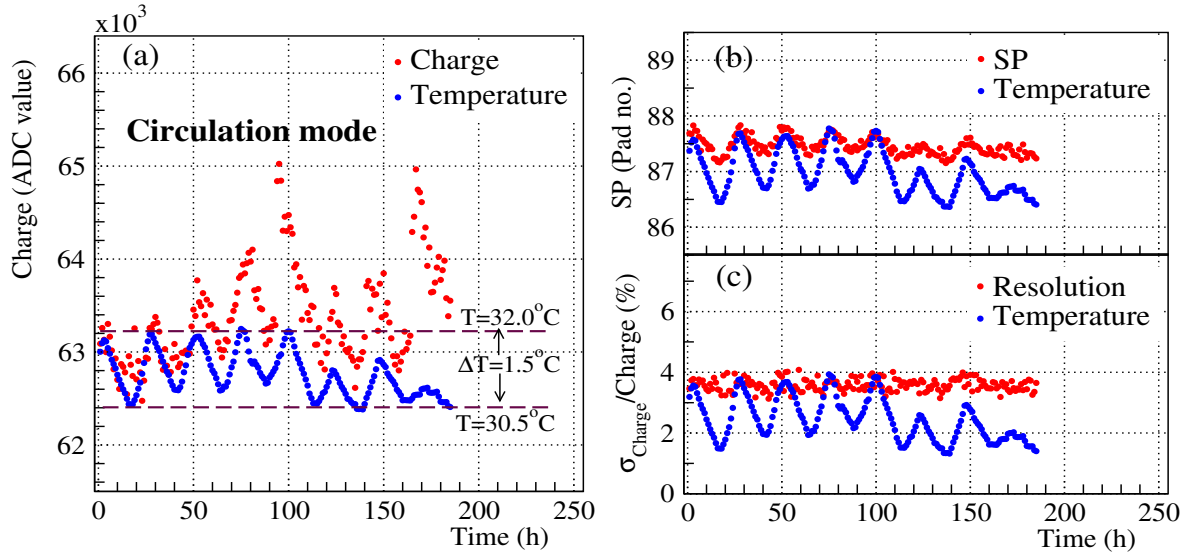 ×10³
(a)
Charge
Temperature
Circulation mode
Charge (ADC value)
66
65
64
63
62
T=32.0°C
ΔT=1.5°C
T=30.5°C
0 50 100 150 200 250
Time (h)
(b)
SP
Temperature
SP (Pad no.)
89
88
87
86
(c)
Resolution
Temperature
σCharge/Charge (%)
6
4
2
0
0 50 100 150 200 250
Time (h)